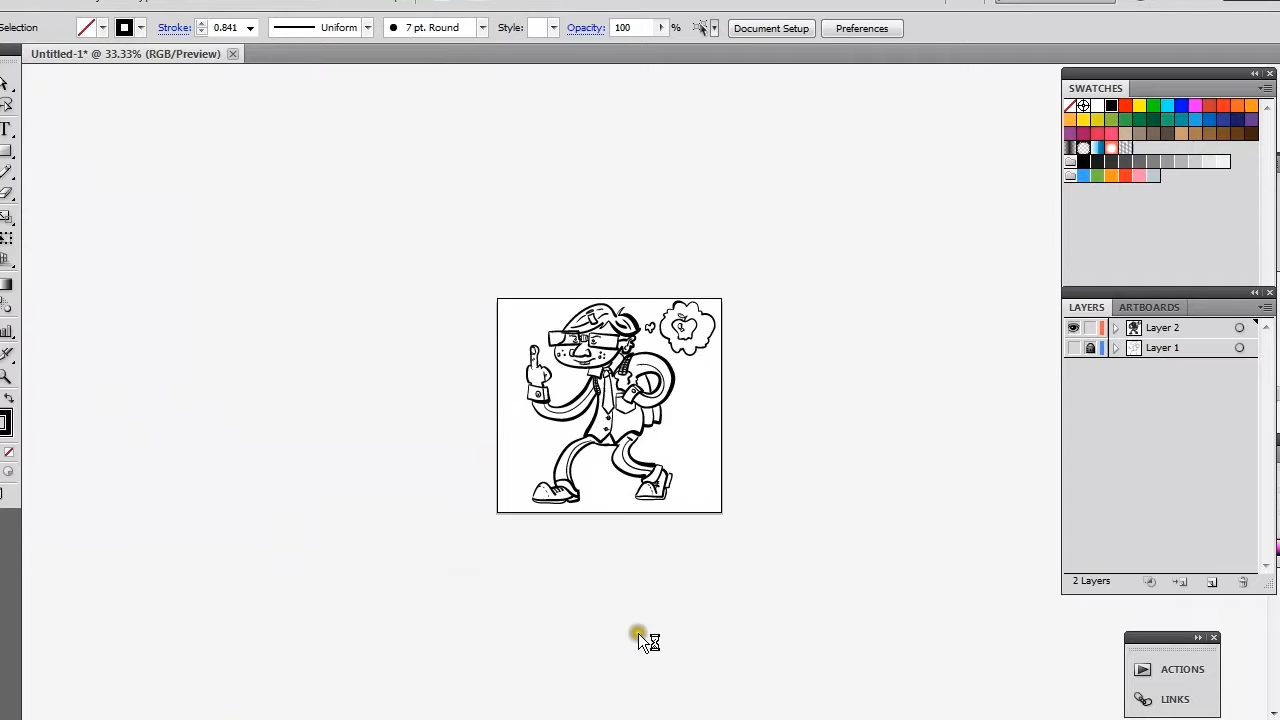 Selection Stroke: 0.841 Uniform 7 pt. Round Style: Opacity: 100 % Document Setup Preferences
Untitled-1* @ 33.33% (RGB/Preview)
SWATCHES
LAYERS ARTBOARDS
Layer 2
Layer 1
2 Layers
ACTIONS
LINKS